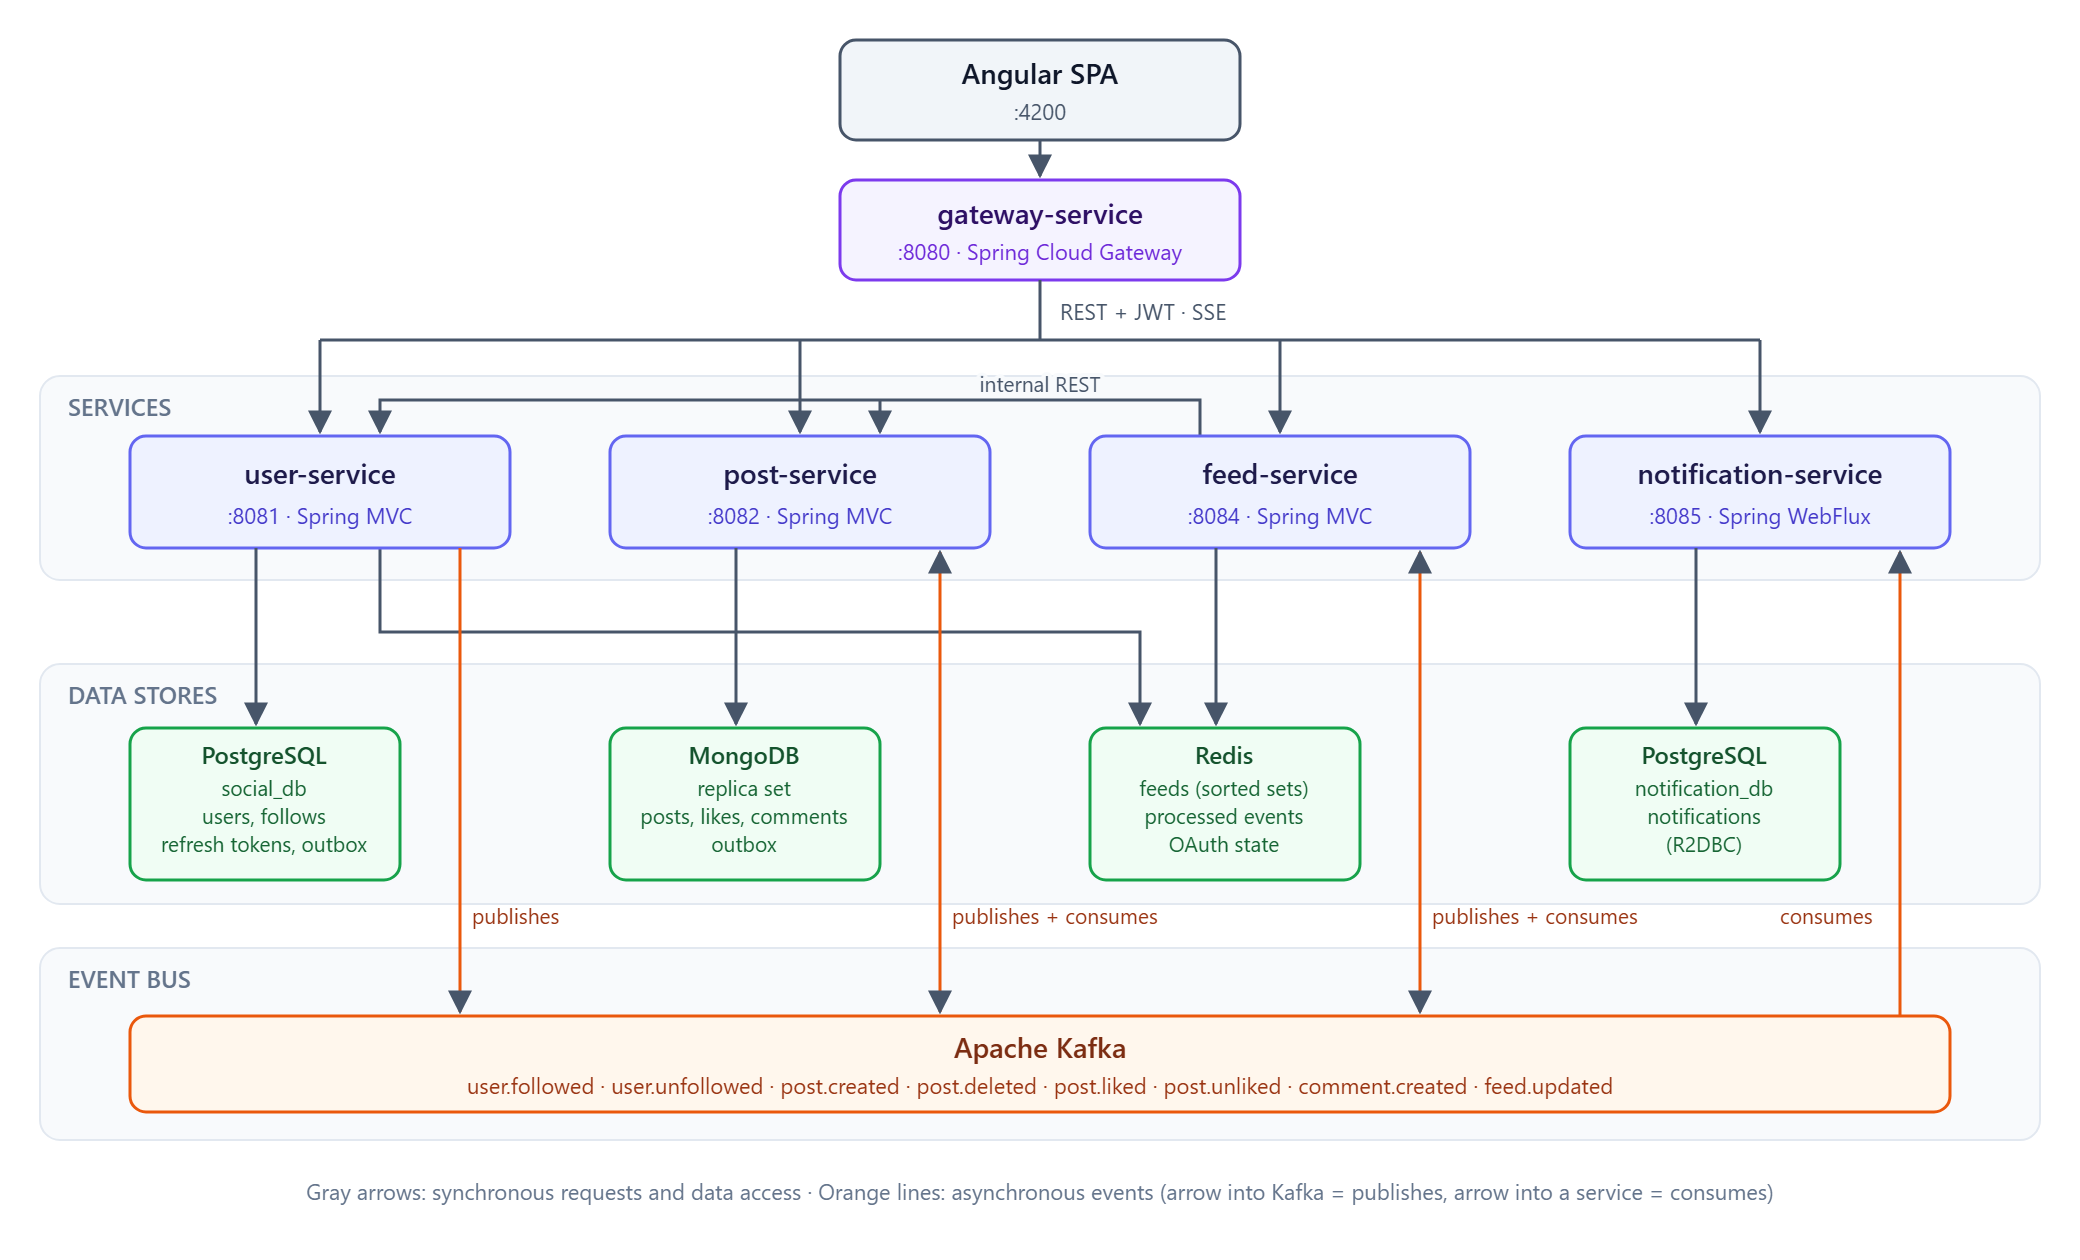 Angular SPA
:4200
gateway-service
:8080 · Spring Cloud Gateway
REST + JWT · SSE
internal REST
SERVICES
user-service
:8081 · Spring MVC
post-service
:8082 · Spring MVC
feed-service
:8084 · Spring MVC
notification-service
:8085 · Spring WebFlux
DATA STORES
PostgreSQL
social_db
users, follows
refresh tokens, outbox
MongoDB
replica set
posts, likes, comments
outbox
Redis
feeds (sorted sets)
processed events
OAuth state
PostgreSQL
notification_db
notifications
(R2DBC)
publishes
publishes + consumes
publishes + consumes
consumes
EVENT BUS
Apache Kafka
user.followed · user.unfollowed · post.created · post.deleted · post.liked · post.unliked · comment.created · feed.updated
Gray arrows: synchronous requests and data access · Orange lines: asynchronous events (arrow into Kafka = publishes, arrow into a service = consumes)